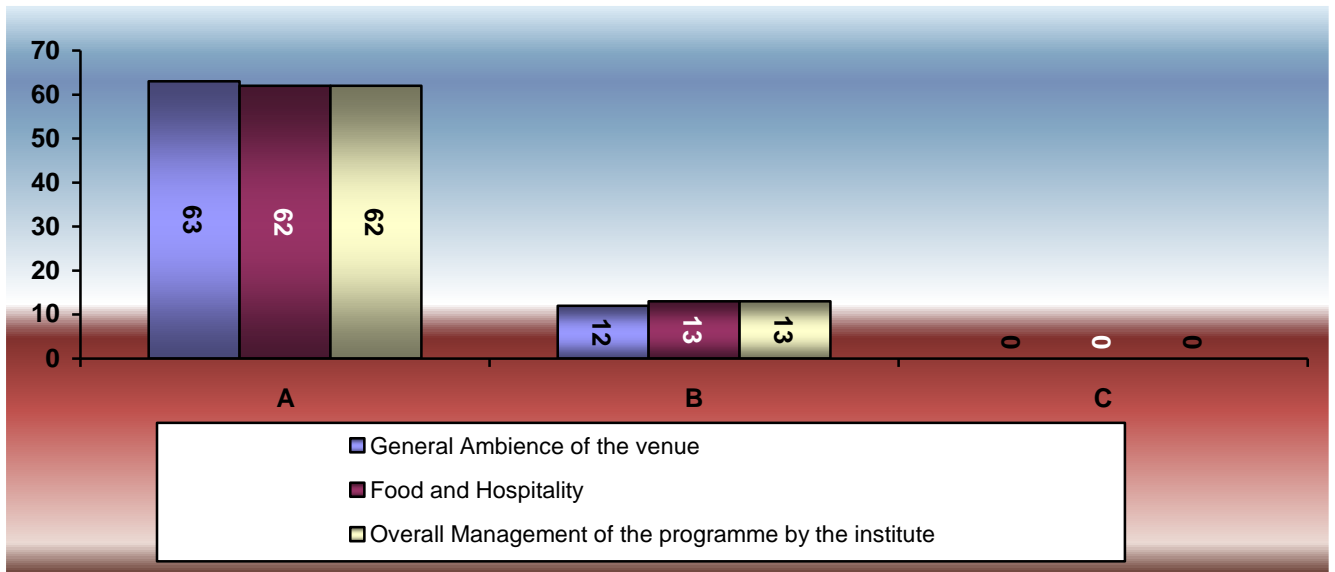 70
60
50
40
30
20
10
0
63
62
62
12
13
13
0
0
0
A
B
C
General Ambience of the venue
Food and Hospitality
Overall Management of the programme by the institute